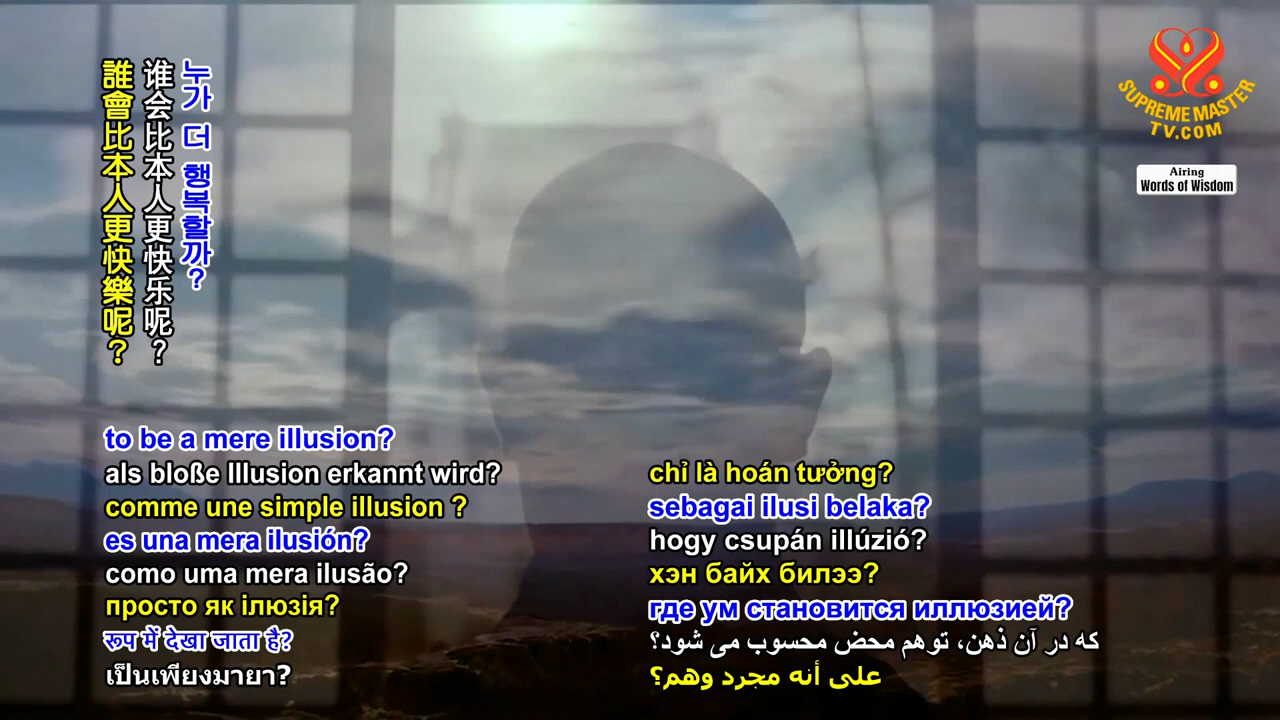 誰會比本人更快樂呢？
谁会比本人更快乐呢？
누가 더 행복할까?
to be a mere illusion?
als bloße Illusion erkannt wird?
comme une simple illusion ?
es una mera ilusión?
como uma mera ilusão?
просто як ілюзія?
रूप में देखा जाता है?
เป็นเพียงมายา?
chỉ là hoán tưởng?
sebagai ilusi belaka?
hogy csupán illúzió?
хэн байх билээ?
где ум становится иллюзией?
که در آن ذهن، توهم محض محسوب می شود؟
على أنه مجرد وهم؟
SUPREME MASTER
TV.COM
Airing
Words of Wisdom